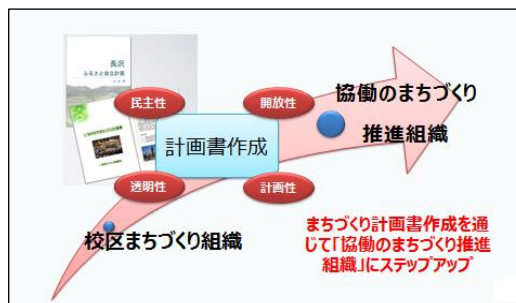 長沢
ふるさと自立計画
民主性
開放性
計画書作成
透明性
計画性
協働のまちづくり
推進組織
校区まちづくり組織
まちづくり計画書作成を通
じて「協働のまちづくり推進
組織」にステップアップ